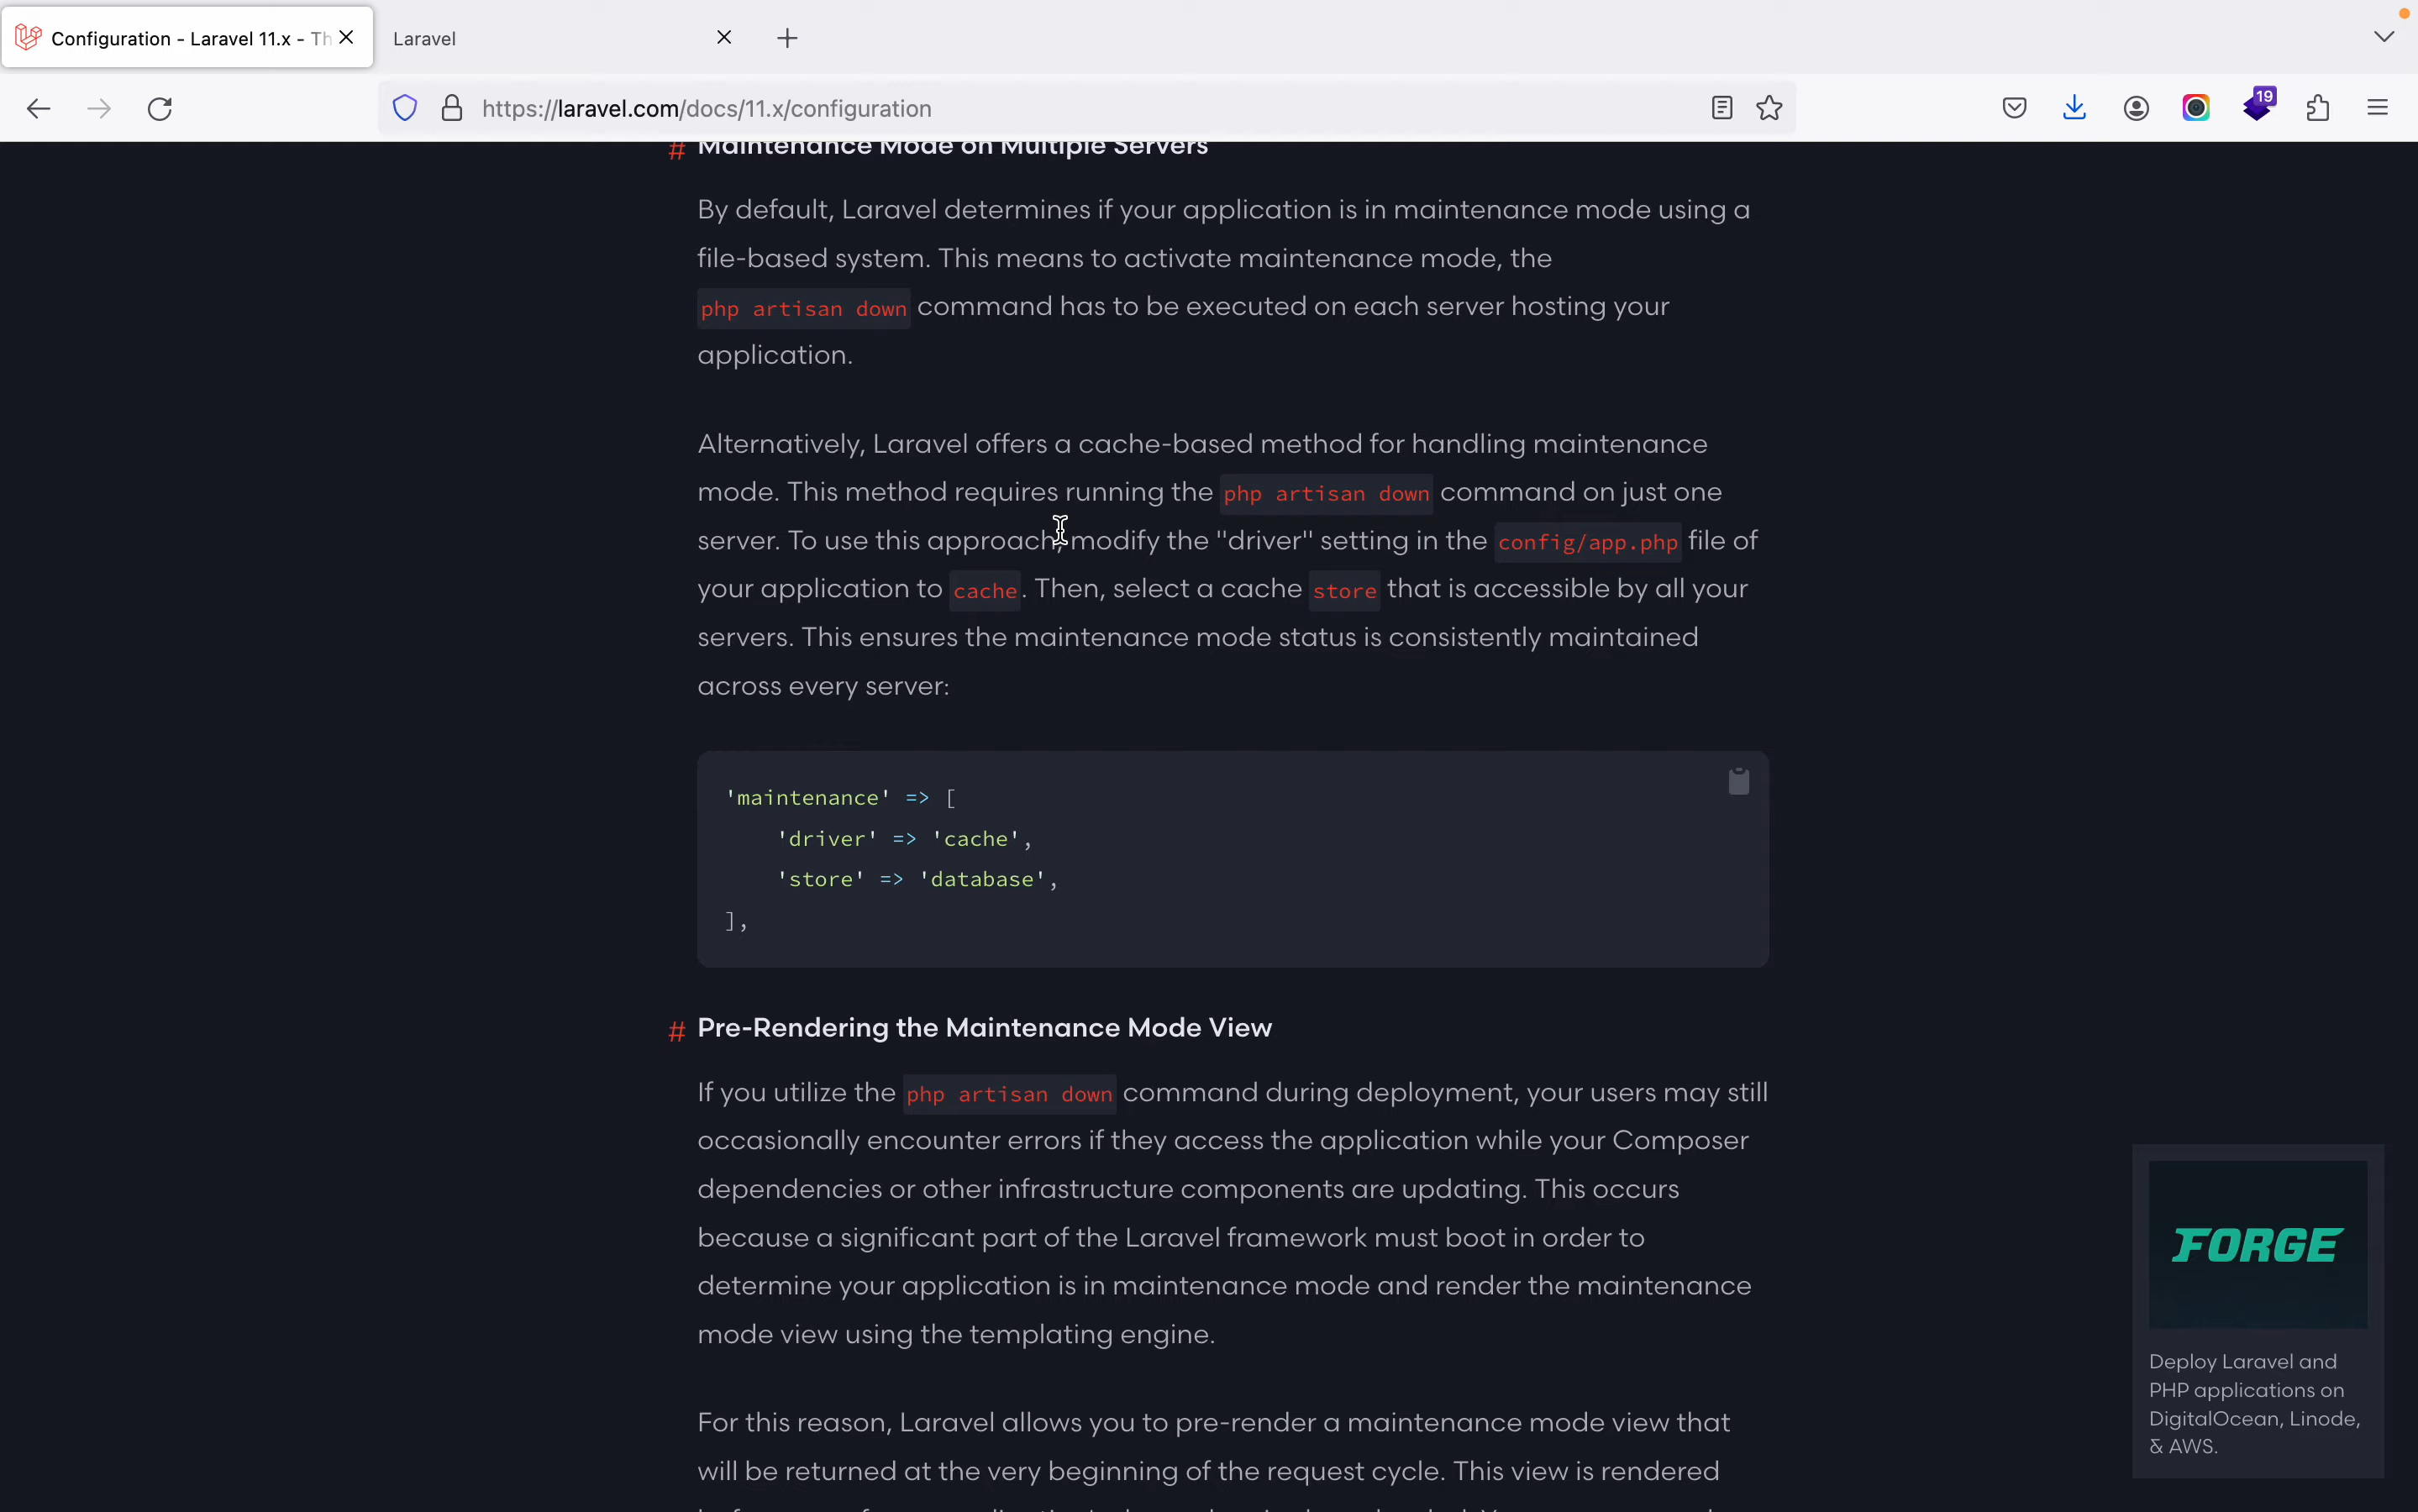 Configuration - Laravel 11.x - Th
Laravel
https://laravel.com/docs/11.x/configuration
19
# Maintenance Mode on Multiple Servers
By default, Laravel determines if your application is in maintenance mode using a
file-based system. This means to activate maintenance mode, the
php artisan down command has to be executed on each server hosting your
application.
Alternatively, Laravel offers a cache-based method for handling maintenance
mode. This method requires running the php artisan down command on just one
server. To use this approach, modify the "driver" setting in the config/app.php file of
your application to cache. Then, select a cache store that is accessible by all your
servers. This ensures the maintenance mode status is consistently maintained
across every server:
'maintenance' => [
'driver' => 'cache',
'store' => 'database',
],
# Pre-Rendering the Maintenance Mode View
If you utilize the php artisan down command during deployment, your users may still
occasionally encounter errors if they access the application while your Composer
dependencies or other infrastructure components are updating. This occurs
because a significant part of the Laravel framework must boot in order to
determine your application is in maintenance mode and render the maintenance
mode view using the templating engine.
For this reason, Laravel allows you to pre-render a maintenance mode view that
will be returned at the very beginning of the request cycle. This view is rendered
FORGE
Deploy Laravel and
PHP applications on
DigitalOcean, Linode,
& AWS.